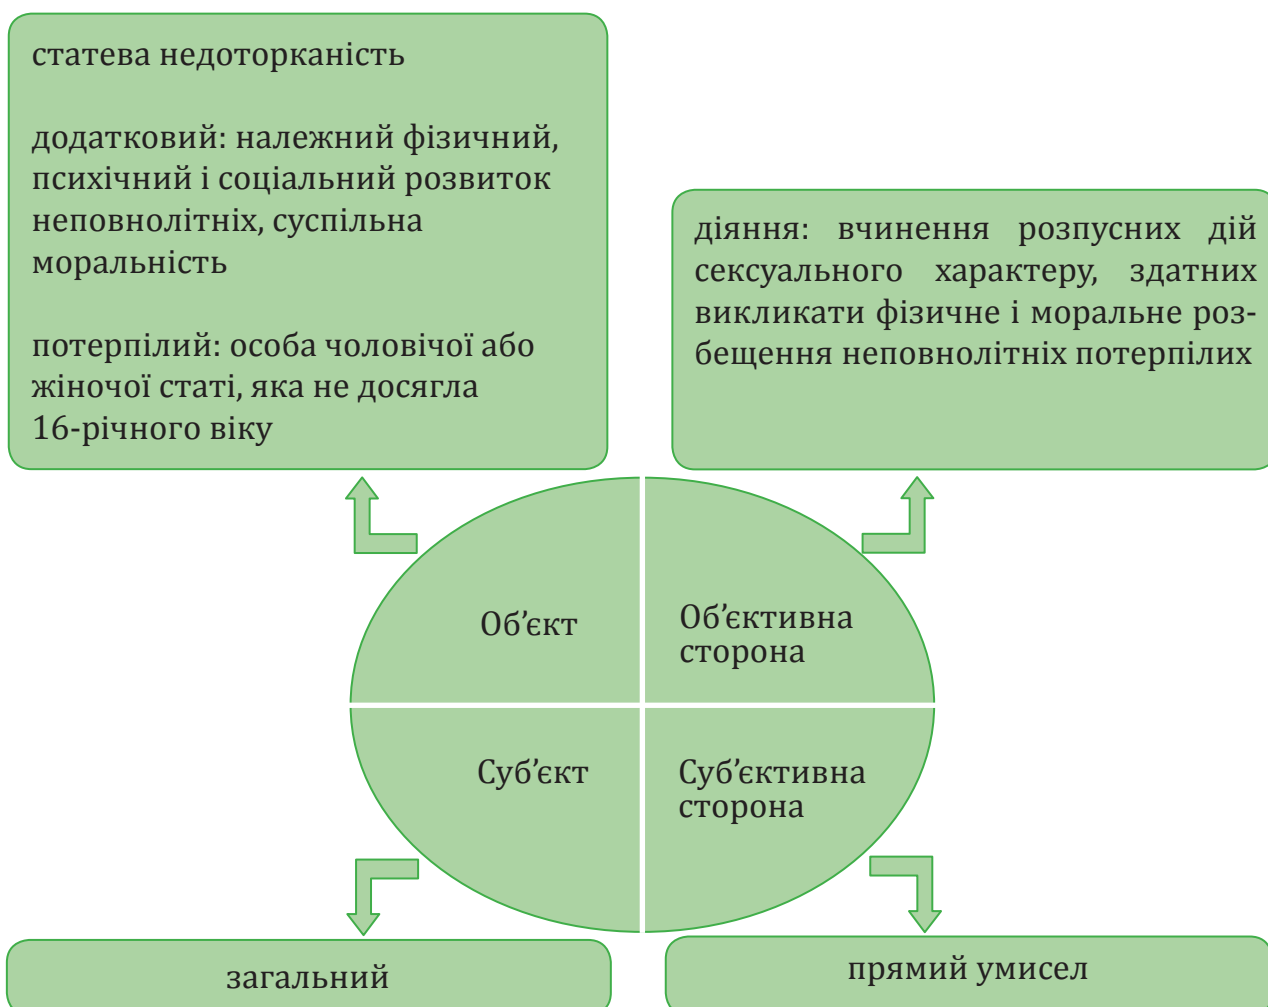 статева недоторканість
додатковий: належний фізичний,
психічний і соціальний розвиток
неповнолітніх, суспільна
моральність
потерпілий: особа чоловічої або
жіночої статі, яка не досягла
16-річного віку
діяння: вчинення розпусних дій
сексуального характеру, здатних
викликати фізичне і моральне роз-
бещення неповнолітніх потерпілих
Об’єкт
Об’єктивна
сторона
Суб’єкт
Суб’єктивна
сторона
загальний
прямий умисел